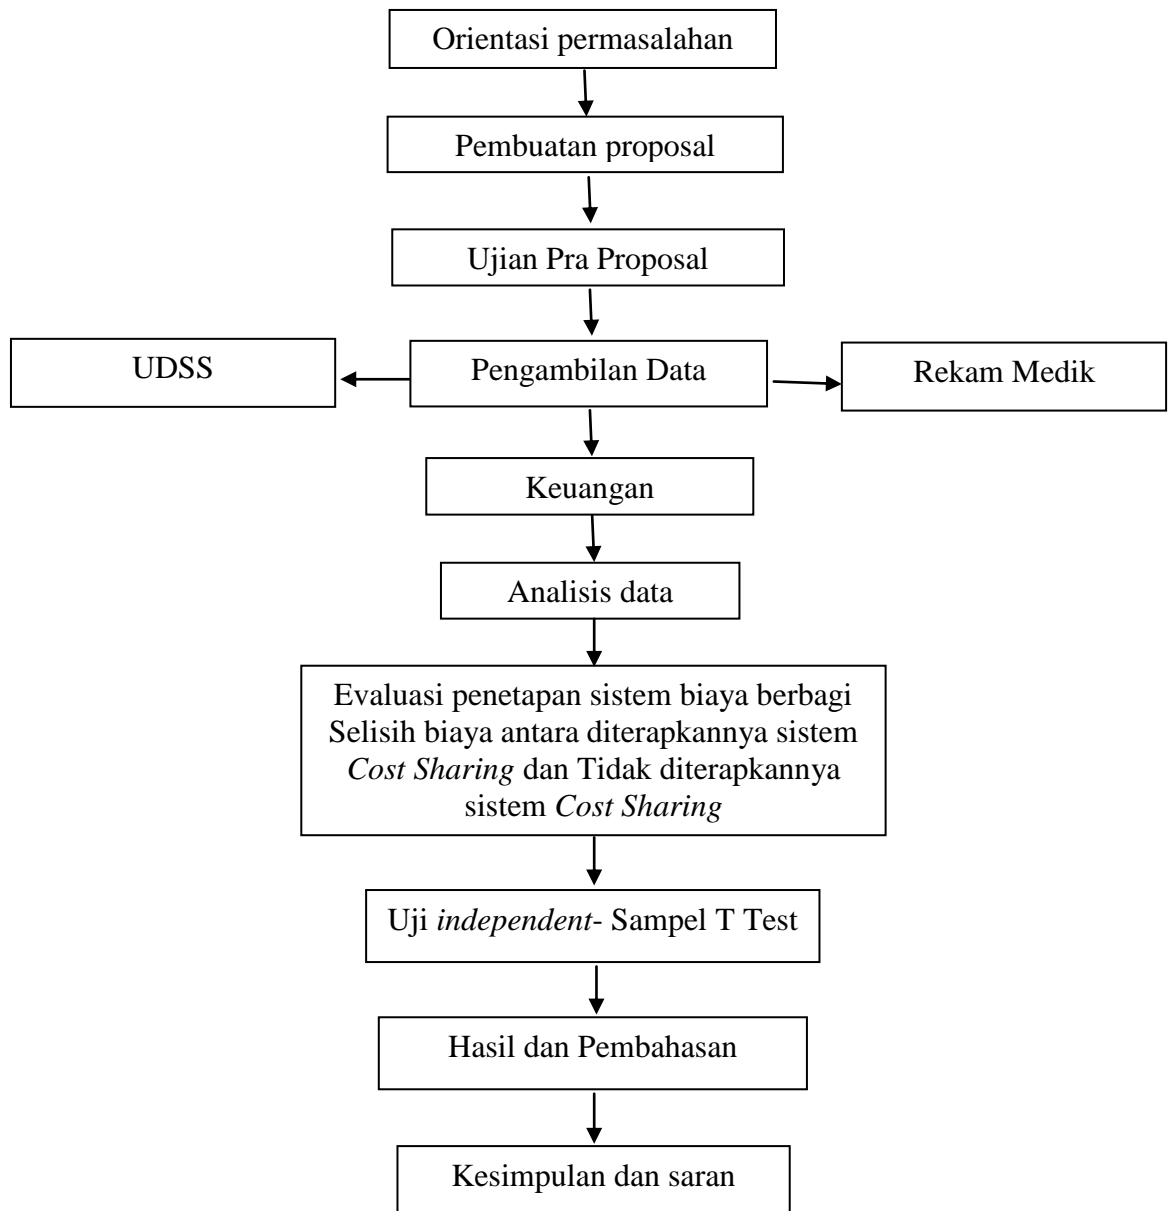 Orientasi permasalahan
Pembuatan proposal
Ujian Pra Proposal
UDSS
Pengambilan Data
Rekam Medik
Keuangan
Analisis data
Evaluasi penetapan sistem biaya berbagi
Selisih biaya antara diterapkannya sistem
Cost Sharing dan Tidak diterapkannya
sistem Cost Sharing
Uji independent- Sampel T Test
Hasil dan Pembahasan
Kesimpulan dan saran